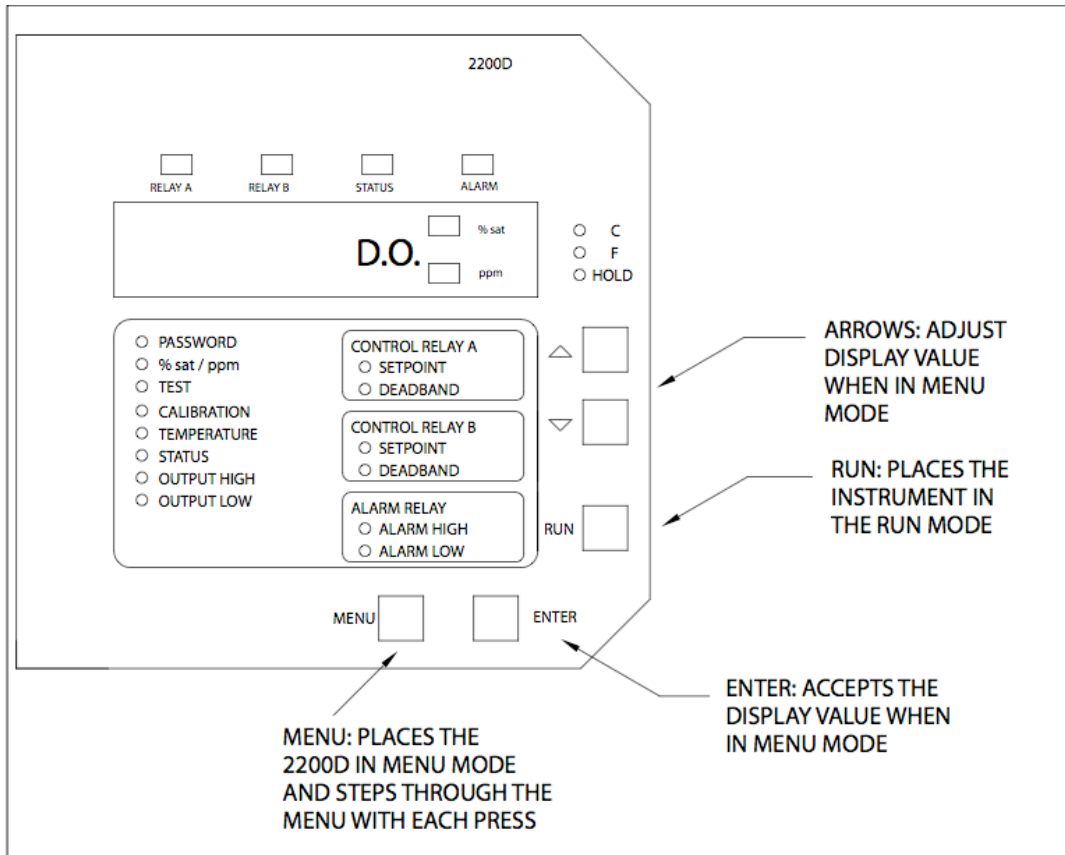 2200D
RELAY A
RELAY B
STATUS
ALARM
D.O.
% sat
ppm
C
F
HOLD
PASSWORD
% sat / ppm
TEST
CALIBRATION
TEMPERATURE
STATUS
OUTPUT HIGH
OUTPUT LOW
CONTROL RELAY A
SETPOINT
DEADBAND
CONTROL RELAY B
SETPOINT
DEADBAND
ALARM RELAY
ALARM HIGH
ALARM LOW
RUN
MENU
ENTER
ARROWS: ADJUST
DISPLAY VALUE
WHEN IN MENU
MODE
RUN: PLACES THE
INSTRUMENT IN
THE RUN MODE
ENTER: ACCEPTS THE
DISPLAY VALUE WHEN
IN MENU MODE
MENU: PLACES THE
2200D IN MENU MODE
AND STEPS THROUGH THE
MENU WITH EACH PRESS